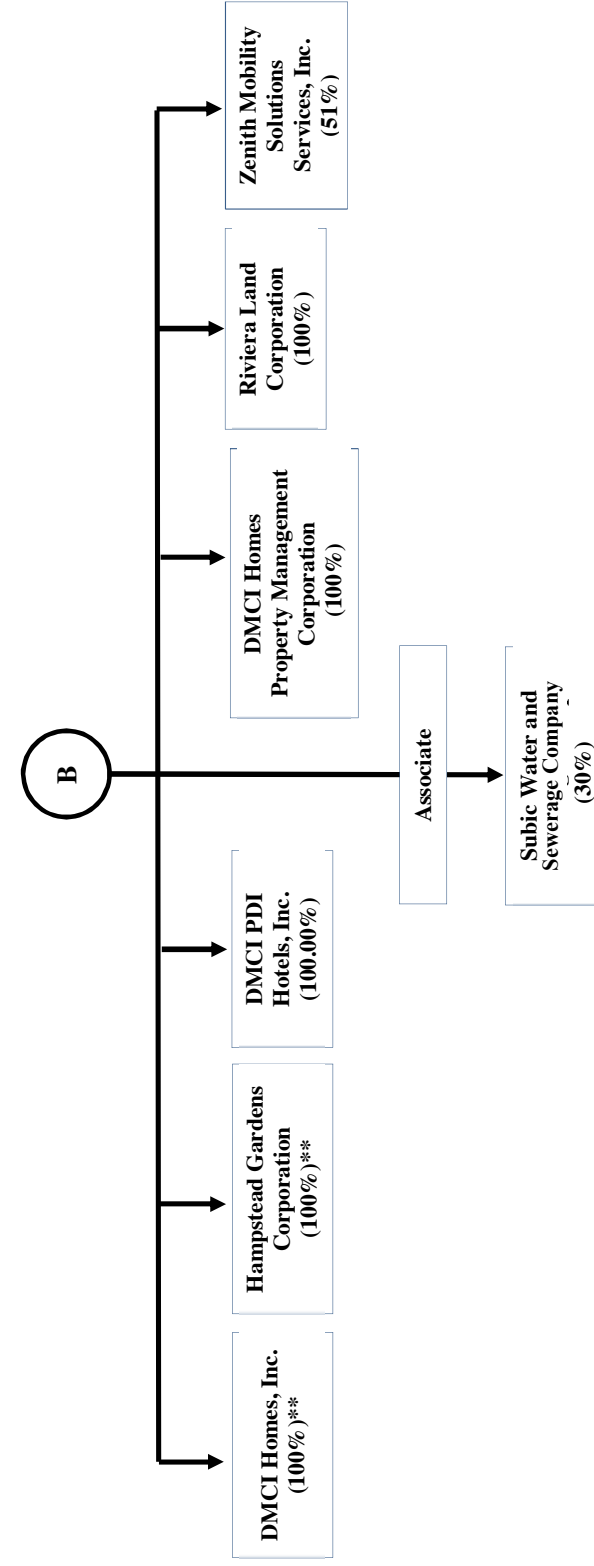 B
DMCI Homes, Inc.
(100%)**
Hampstead Gardens
Corporation
(100%)**
DMCI PDI
Hotels, Inc.
(100.00%)
DMCI Homes
Property Management
Corporation
(100%)
Riviera Land
Corporation
(100%)
Zenith Mobility
Solutions
Services, Inc.
(51%)
Associate
Subic Water and
Sewerage Company
(30%)